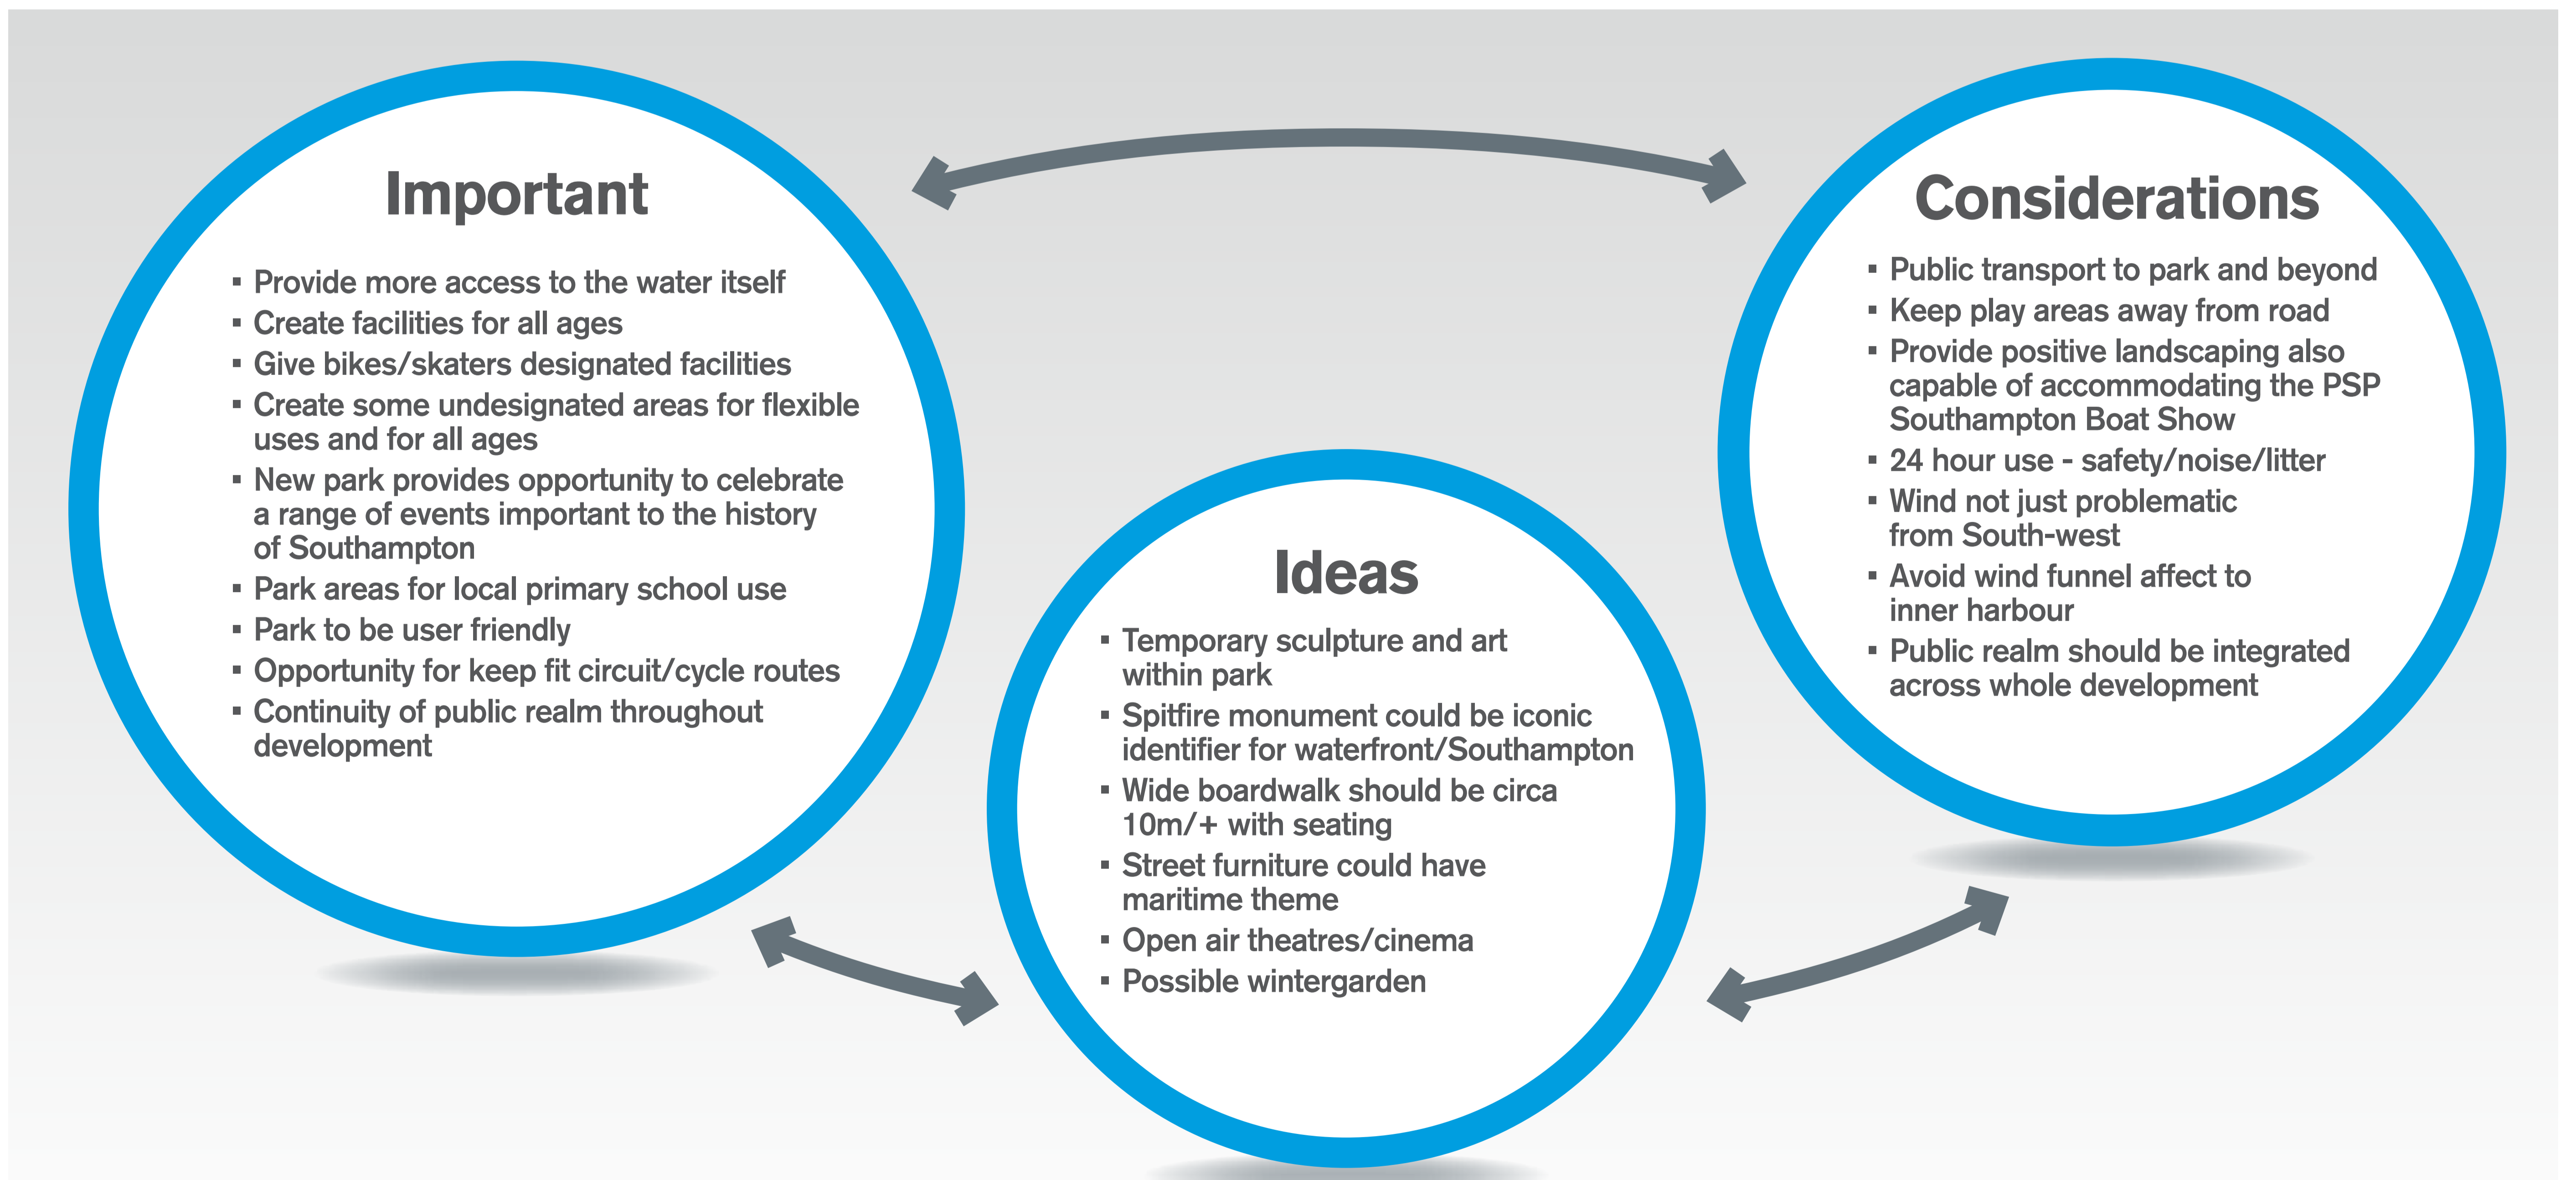 Important
▪ Provide more access to the water itself
▪ Create facilities for all ages
▪ Give bikes/skaters designated facilities
▪ Create some undesignated areas for flexible
uses and for all ages
▪ New park provides opportunity to celebrate
a range of events important to the history
of Southampton
▪ Park areas for local primary school use
▪ Park to be user friendly
▪ Opportunity for keep fit circuit/cycle routes
▪ Continuity of public realm throughout
development
Ideas
▪ Temporary sculpture and art
within park
▪ Spitfire monument could be iconic
identifier for waterfront/Southampton
▪ Wide boardwalk should be circa
10m/+ with seating
▪ Street furniture could have
maritime theme
▪ Open air theatres/cinema
▪ Possible wintergarden
Considerations
▪ Public transport to park and beyond
▪ Keep play areas away from road
▪ Provide positive landscaping also
capable of accommodating the PSP
Southampton Boat Show
▪ 24 hour use - safety/noise/litter
▪ Wind not just problematic
from South-west
▪ Avoid wind funnel affect to
inner harbour
▪ Public realm should be integrated
across whole development